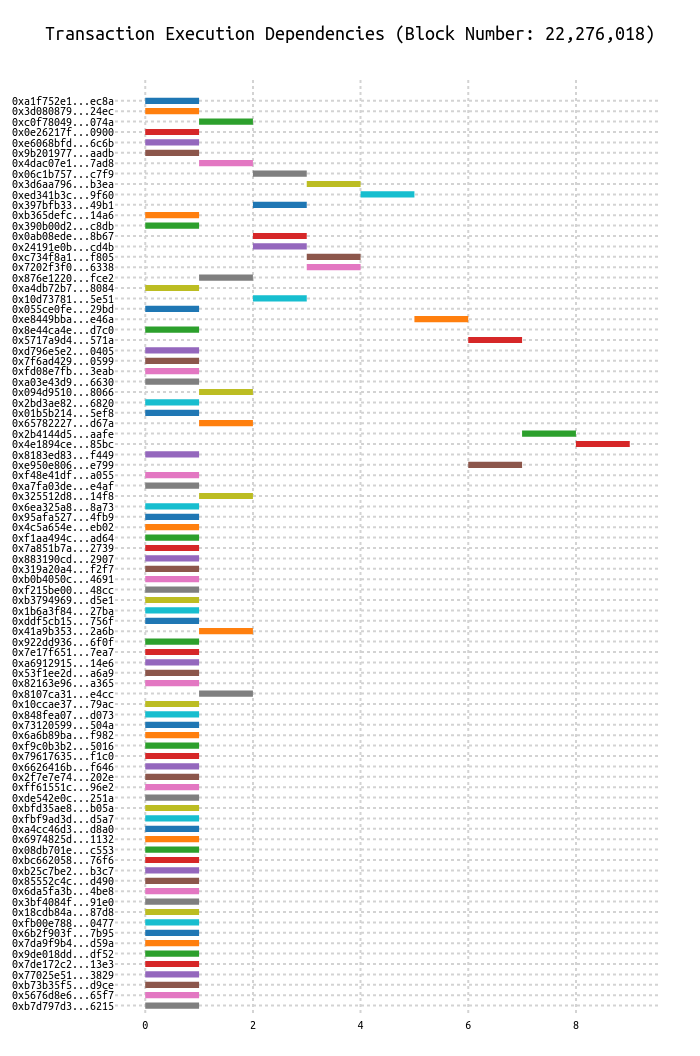 Transaction Execution Dependencies (Block Number: 22,276,018)
0xa1f752e1...ec8a
0x3d080879...24ec
0xc0f78049...074a
0x0e26217f...0900
0xe6068bfd...6c6b
0x9b201977...aadb
0x4dac07e1...7ad8
0x06c1b757...c7f9
0x3d6aa796...b3ea
0xed341b3c...9f60
0x397bfb33...49b1
0xb365defc...14a6
0x390b00d2...c8db
0x0ab08ede...8b67
0x24191e0b...cd4b
0xc734f8a1...f805
0x7202f3f0...6338
0x876e1220...fce2
0xa4db72b7...8084
0x10d73781...5e51
0x055ce0fe...29bd
0xe8449bba...e46a
0x8e44ca4e...d7c0
0x5717a9d4...571a
0xd796e5e2...0405
0x7f6ad429...0599
0xfd08e7fb...3eab
0xa03e43d9...6630
0x094d9510...8066
0x2bd3ae82...6820
0x01b5b214...5ef8
0x65782227...d67a
0x2b4144d5...aafe
0x4e1894ce...85bc
0x8183ed83...f449
0xe950e806...e799
0xf48e41df...a055
0xa7fa03de...e4af
0x325512d8...14f8
0x6ea325a8...8a73
0x95afa527...4fb9
0x4c5a654e...eb02
0xf1aa494c...ad64
0x7a851b7a...2739
0x883190cd...2907
0x319a20a4...f2f7
0xb0b4050c...4691
0xf215be00...48cc
0xb3794969...d5e1
0x1b6a3f84...27ba
0xddf5cb15...756f
0x41a9b353...2a6b
0x922dd936...6f0f
0x7e17f651...7ea7
0xa6912915...14e6
0x53f1ee2d...a6a9
0x82163e96...a365
0x8107ca31...e4cc
0x10ccae37...79ac
0x848fea07...d073
0x73120599...504a
0x6a6b89ba...f982
0xf9c0b3b2...5016
0x79617635...f1c0
0x6626416b...f646
0x2f7e7e74...202e
0xff61551c...96e2
0xde542e0c...251a
0xbfd35ae8...b05a
0xfbf9ad3d...d5a7
0xa4cc46d3...d8a0
0x6974825d...1132
0x08db701e...c553
0xbc662058...76f6
0xb25c7be2...b3c7
0x85552c4c...d490
0x6da5fa3b...4be8
0x3bf4084f...91e0
0x18cdb84a...87d8
0xfb00e788...0477
0x6b2f903f...7b95
0x7da9f9b4...d59a
0x9de018dd...df52
0x7de172c2...13e3
0x77025e51...3829
0xb73b35f5...d9ce
0x5676d8e6...65f7
0xb7d797d3...6215
0 2 4 6 8